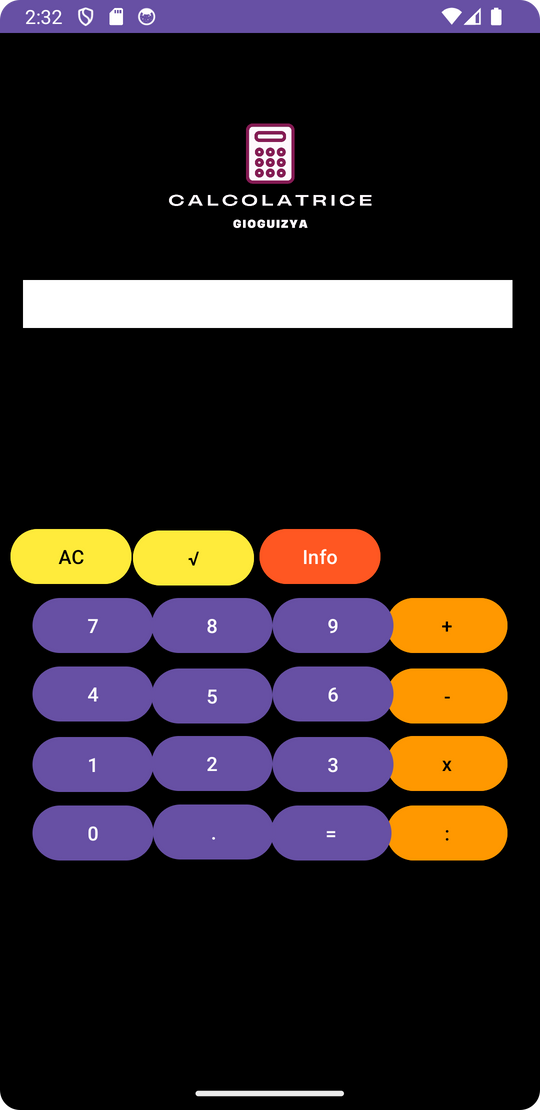 2:32
CALCOLATRICE
GIOGUIZYA
AC √ Info
7 8 9 +
4 5 6 -
1 2 3 x
0 . = :